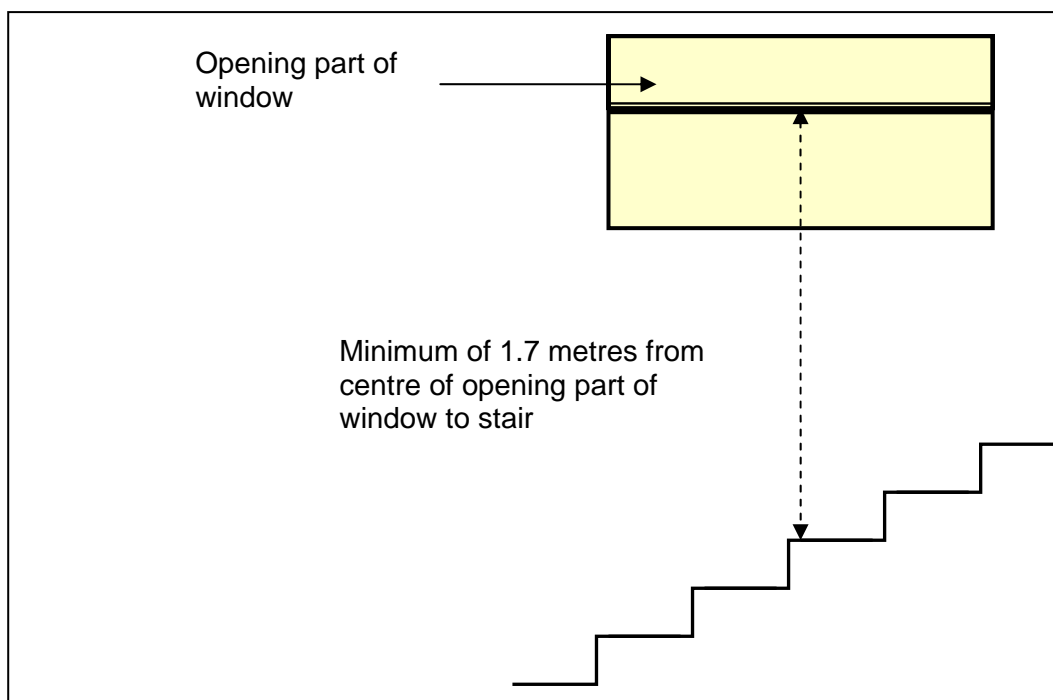 Opening part of
window
Minimum of 1.7 metres from
centre of opening part of
window to stair